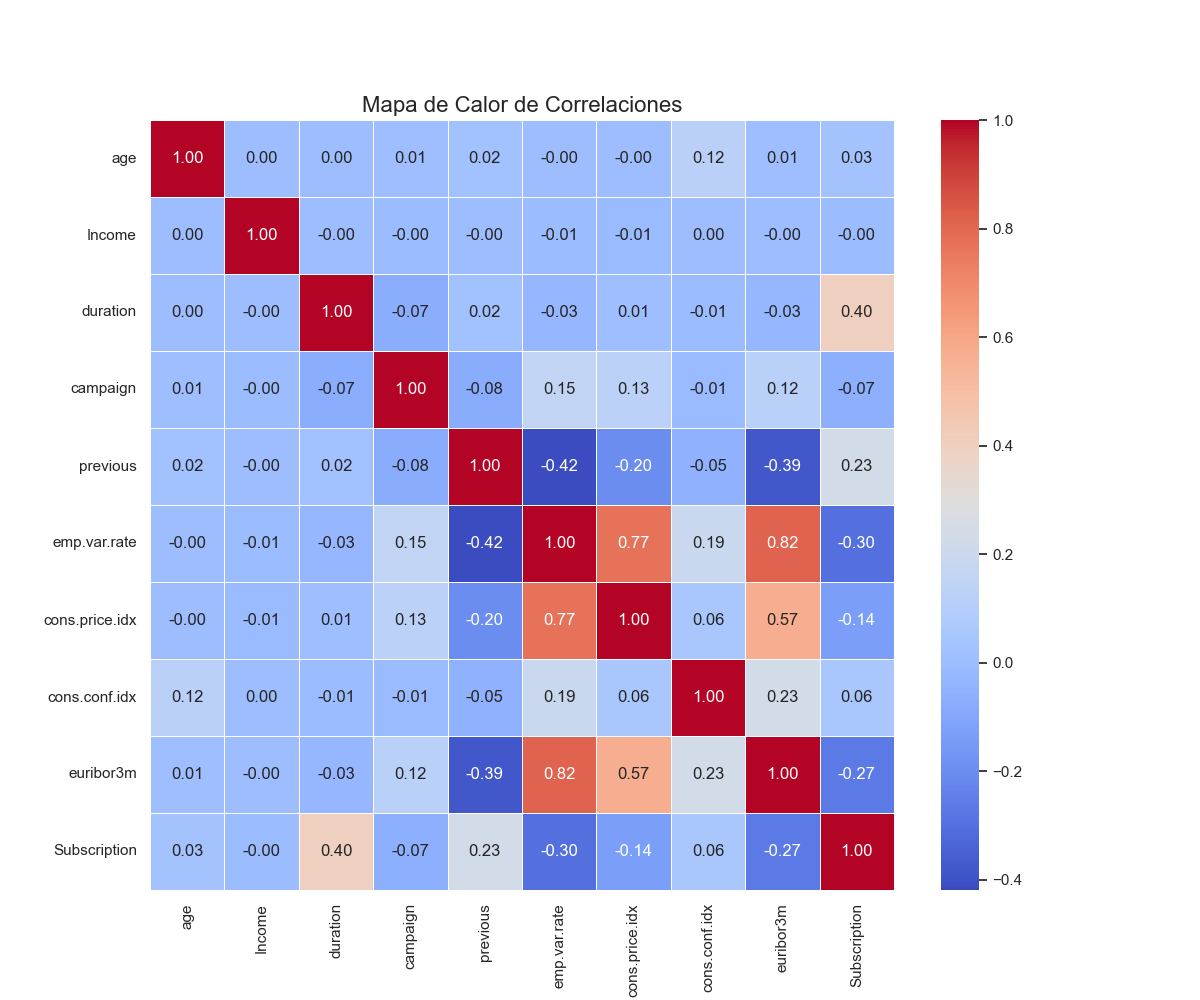 Mapa de Calor de Correlaciones
age 1.00 0.00 0.00 0.01 0.02 -0.00 -0.00 0.12 0.01 0.03
Income 0.00 1.00 -0.00 -0.00 -0.00 -0.01 -0.01 0.00 -0.00 -0.00
duration 0.00 -0.00 1.00 -0.07 0.02 -0.03 0.01 -0.01 -0.03 0.40
campaign 0.01 -0.00 -0.07 1.00 -0.08 0.15 0.13 -0.01 0.12 -0.07
previous 0.02 -0.00 0.02 -0.08 1.00 -0.42 -0.20 -0.05 -0.39 0.23
emp.var.rate -0.00 -0.01 -0.03 0.15 -0.42 1.00 0.77 0.19 0.82 -0.30
cons.price.idx -0.00 -0.01 0.01 0.13 -0.20 0.77 1.00 0.06 0.57 -0.14
cons.conf.idx 0.12 0.00 -0.01 -0.01 -0.05 0.19 0.06 1.00 0.23 0.06
euribor3m 0.01 -0.00 -0.03 0.12 -0.39 0.82 0.57 0.23 1.00 -0.27
Subscription 0.03 -0.00 0.40 -0.07 0.23 -0.30 -0.14 0.06 -0.27 1.00
age Income duration campaign previous emp.var.rate cons.price.idx cons.conf.idx euribor3m Subscription
1.0
0.8
0.6
0.4
0.2
0.0
−0.2
−0.4